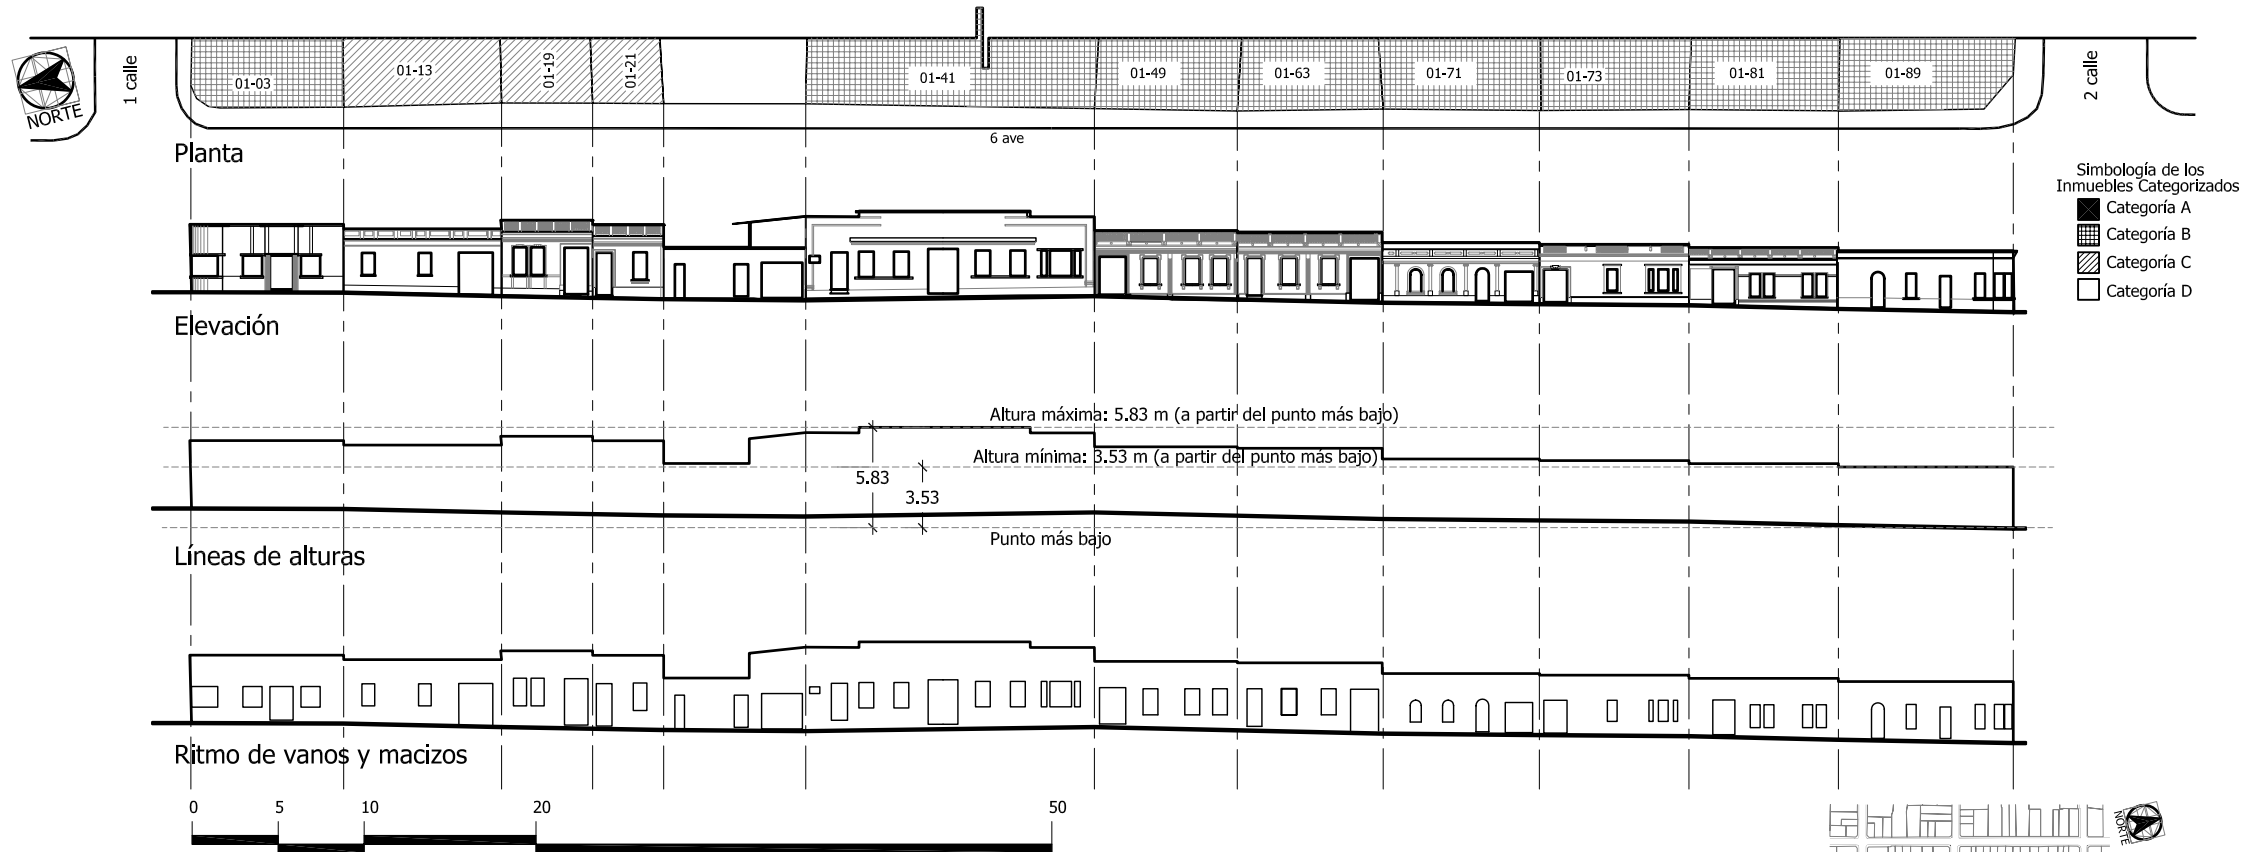 1 calle
NORTE
01-03
01-13
01-19
01-21
01-41
01-49
01-63
01-71
01-73
01-81
01-89
2 calle
6 ave
Planta
Simbología de los
Inmuebles Categorizados
Categoría A
Categoría B
Categoría C
Categoría D
Elevación
Altura máxima: 5.83 m (a partir del punto más bajo)
Altura mínima: 3.53 m (a partir del punto más bajo)
5.83
3.53
Punto más bajo
Líneas de alturas
Ritmo de vanos y macizos
0 5 10 20 50
NORTE